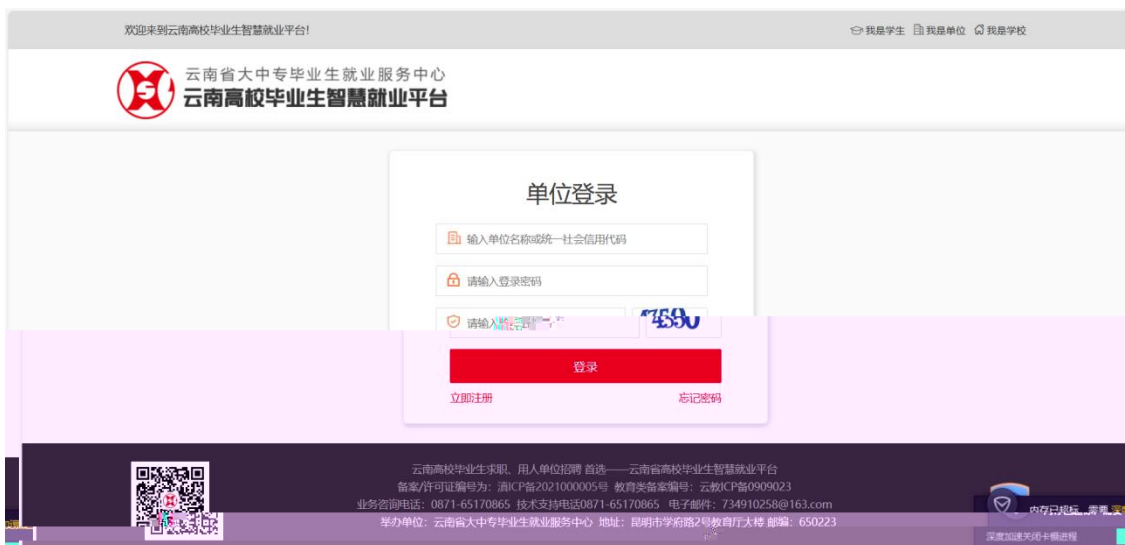 欢迎来到云南高校毕业生智慧就业平台！
我是学生 我是单位 我是学校
云南省大中专毕业生就业服务中心
云南高校毕业生智慧就业平台
单位登录
输入单位名称或统一社会信用代码
请输入登录密码
请输入
登录
立即注册 忘记密码
云南高校毕业生求职、用人单位招聘 首选——云南省高校毕业生智慧就业平台
备案/许可证编号为：滇ICP备2021000005号 教育类备案编号：云教ICP备0909023
业务咨询电话：0871-65170865 技术支持电话0871-65170865 电子邮件：734910258@163.com
举办单位：云南省大中专毕业生就业服务中心 地址：昆明市学府路2号教育厅大楼 邮编：650223
内存已超标，需要
深度加速关闭卡慢进程